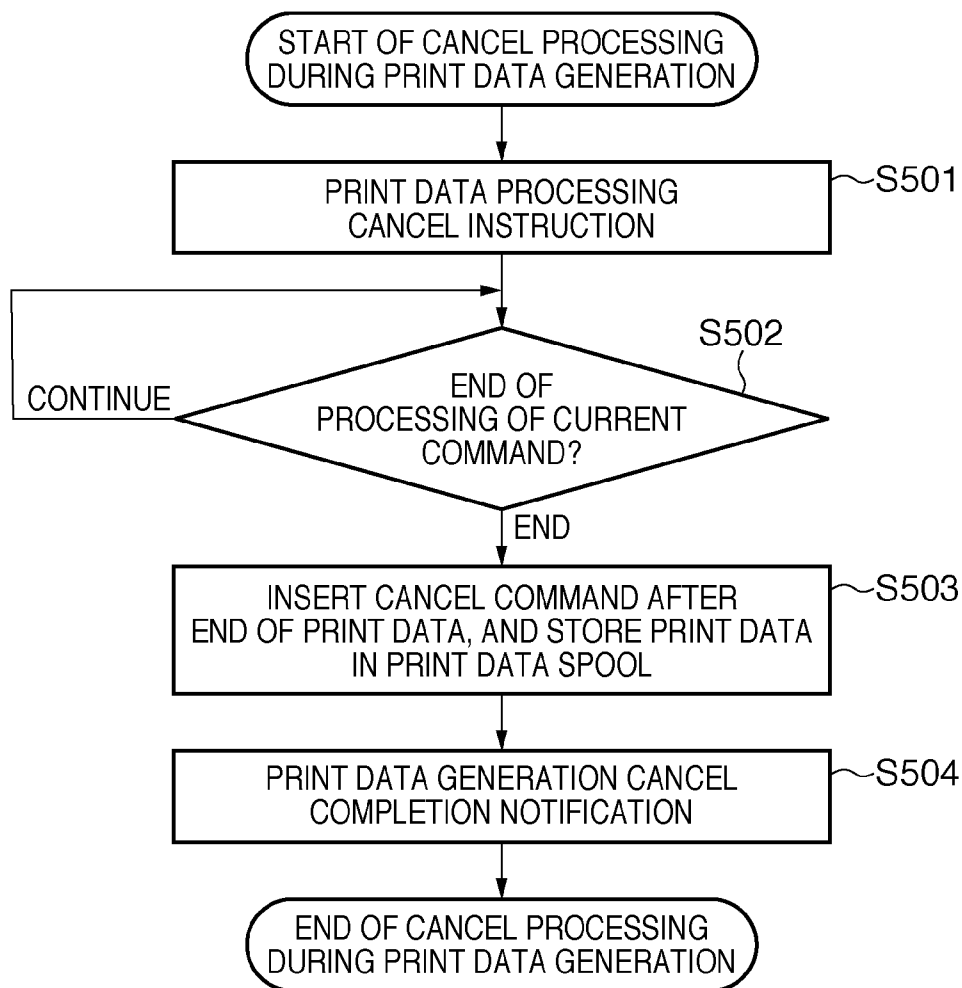 START OF CANCEL PROCESSING
DURING PRINT DATA GENERATION
S501
PRINT DATA PROCESSING
CANCEL INSTRUCTION
S502
CONTINUE
END OF
PROCESSING OF CURRENT
COMMAND?
END
S503
INSERT CANCEL COMMAND AFTER
END OF PRINT DATA, AND STORE PRINT DATA
IN PRINT DATA SPOOL
S504
PRINT DATA GENERATION CANCEL
COMPLETION NOTIFICATION
END OF CANCEL PROCESSING
DURING PRINT DATA GENERATION